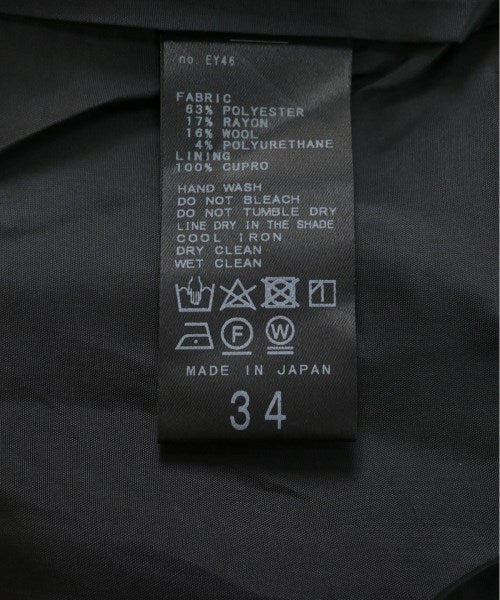 no. EY46
FABRIC
63% POLYESTER
17% RAYON
16% WOOL
4% POLYURETHANE
LINING
100% CUPRO
HAND WASH
DO NOT BLEACH
DO NOT TUMBLE DRY
LINE DRY IN THE SHADE
COOL IRON
DRY CLEAN
WET CLEAN
F W
MADE IN JAPAN
34